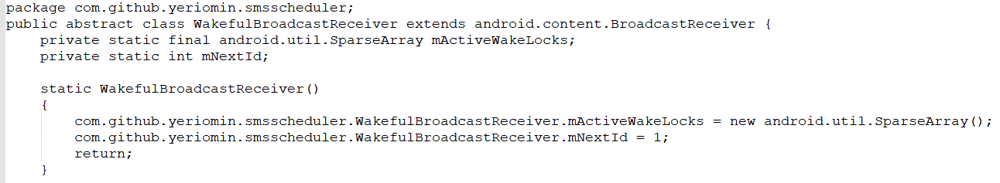 package com.github.yeriomin.smsscheduler;
public abstract class WakefulBroadcastReceiver extends android.content.BroadcastReceiver {
    private static final android.util.SparseArray mActiveWakeLocks;
    private static int mNextId;

    static WakefulBroadcastReceiver()
    {
        com.github.yeriomin.smsscheduler.WakefulBroadcastReceiver.mActiveWakeLocks = new android.util.SparseArray();
        com.github.yeriomin.smsscheduler.WakefulBroadcastReceiver.mNextId = 1;
        return;
    }